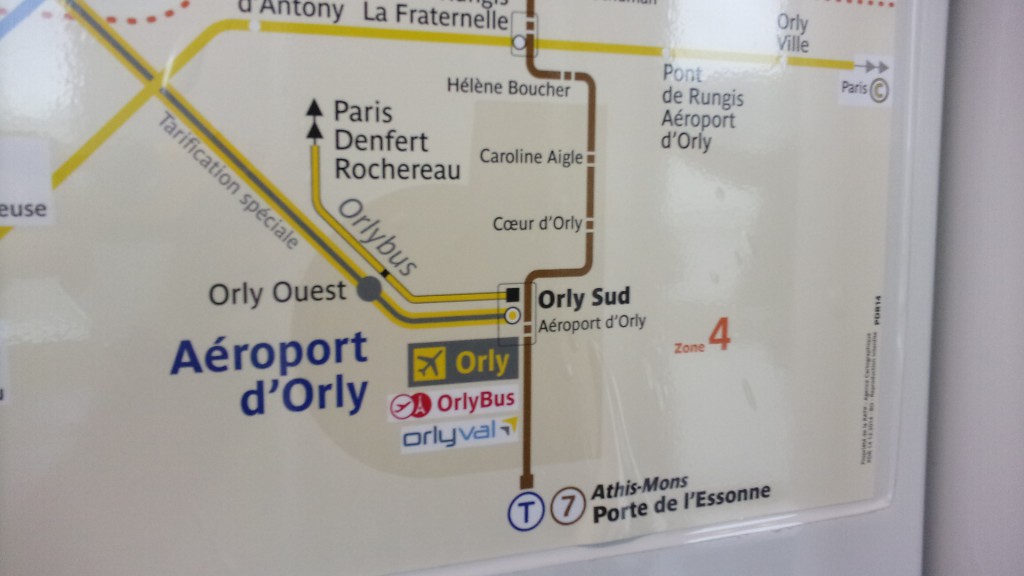 d'Antony
La Fraternelle
Orly
Ville
Hélène Boucher
Pont
de Rungis
Aéroport
d'Orly
Paris C
Paris
Denfert
Rochereau
Tarification spéciale
Caroline Aigle
euse
Orlybus
Cœur d'Orly
Orly Ouest
Orly Sud
Aéroport d'Orly
Aéroport
d'Orly
Zone 4
Orly
OrlyBus
orlyval
T 7 Athis-Mons
Porte de l'Essonne
PDR14